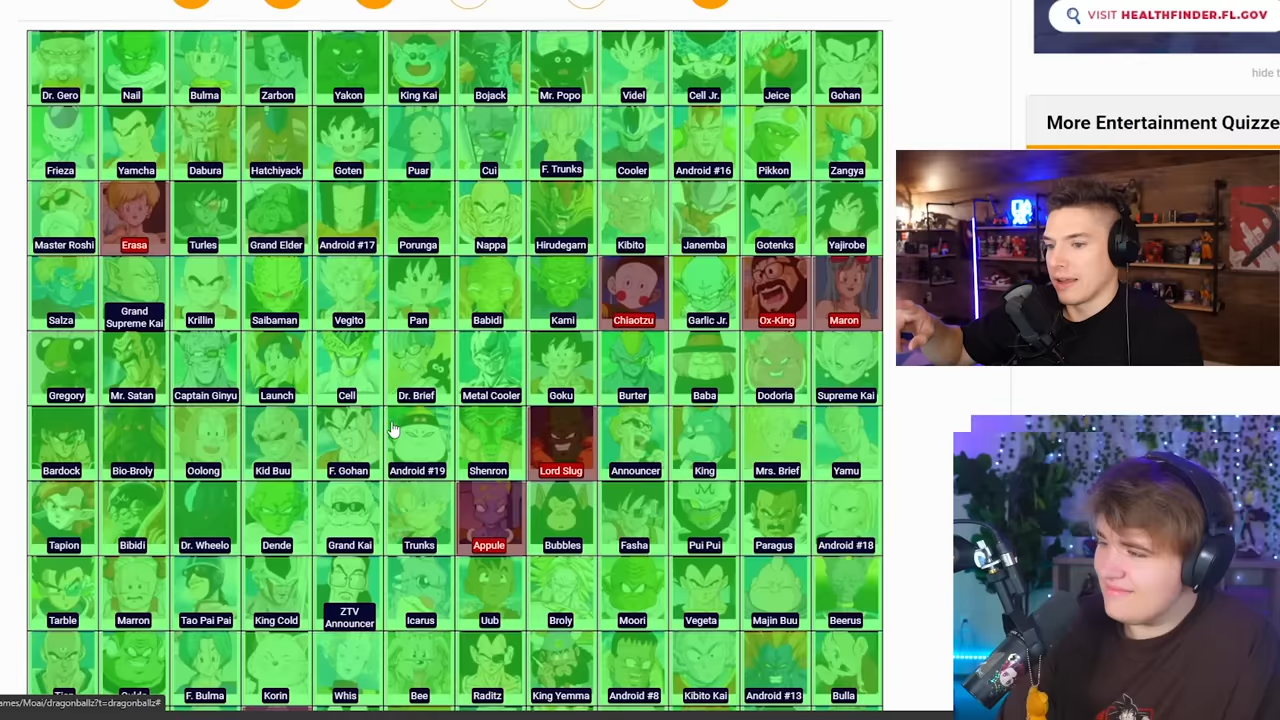 VISIT HEALTHFINDER.FL.GOV
hide t
More Entertainment Quizze
Dr. Gero Nail Bulma Zarbon Yakon King Kai Bojack Mr. Popo Videl Cell Jr. Jeice Gohan
Frieza Yamcha Dabura Hatchiyack Goten Puar Cui F. Trunks Cooler Android #16 Pikkon Zangya
Master Roshi Erasa Turles Grand Elder Android #17 Porunga Nappa Hirudegarn Kibito Janemba Gotenks Yajirobe
Salza Grand Supreme Kai Krillin Saibaman Vegito Pan Babidi Kami Chiaotzu Garlic Jr. Ox-King Maron
Gregory Mr. Satan Captain Ginyu Launch Cell Dr. Brief Metal Cooler Goku Burter Baba Dodoria Supreme Kai
Bardock Bio-Broly Oolong Kid Buu F. Gohan Android #19 Shenron Lord Slug Announcer King Mrs. Brief Yamu
Tapion Bibidi Dr. Wheelo Dende Grand Kai Trunks Appule Bubbles Fasha Pui Pui Paragus Android #18
Tarble Marron Tao Pai Pai King Cold ZTV Announcer Icarus Uub Broly Moori Vegeta Majin Buu Beerus
F. Bulma Korin Whis Bee Raditz King Yemma Android #8 Kibito Kai Android #13 Bulla
ames/Moai/dragonballz?t=dragonballz#